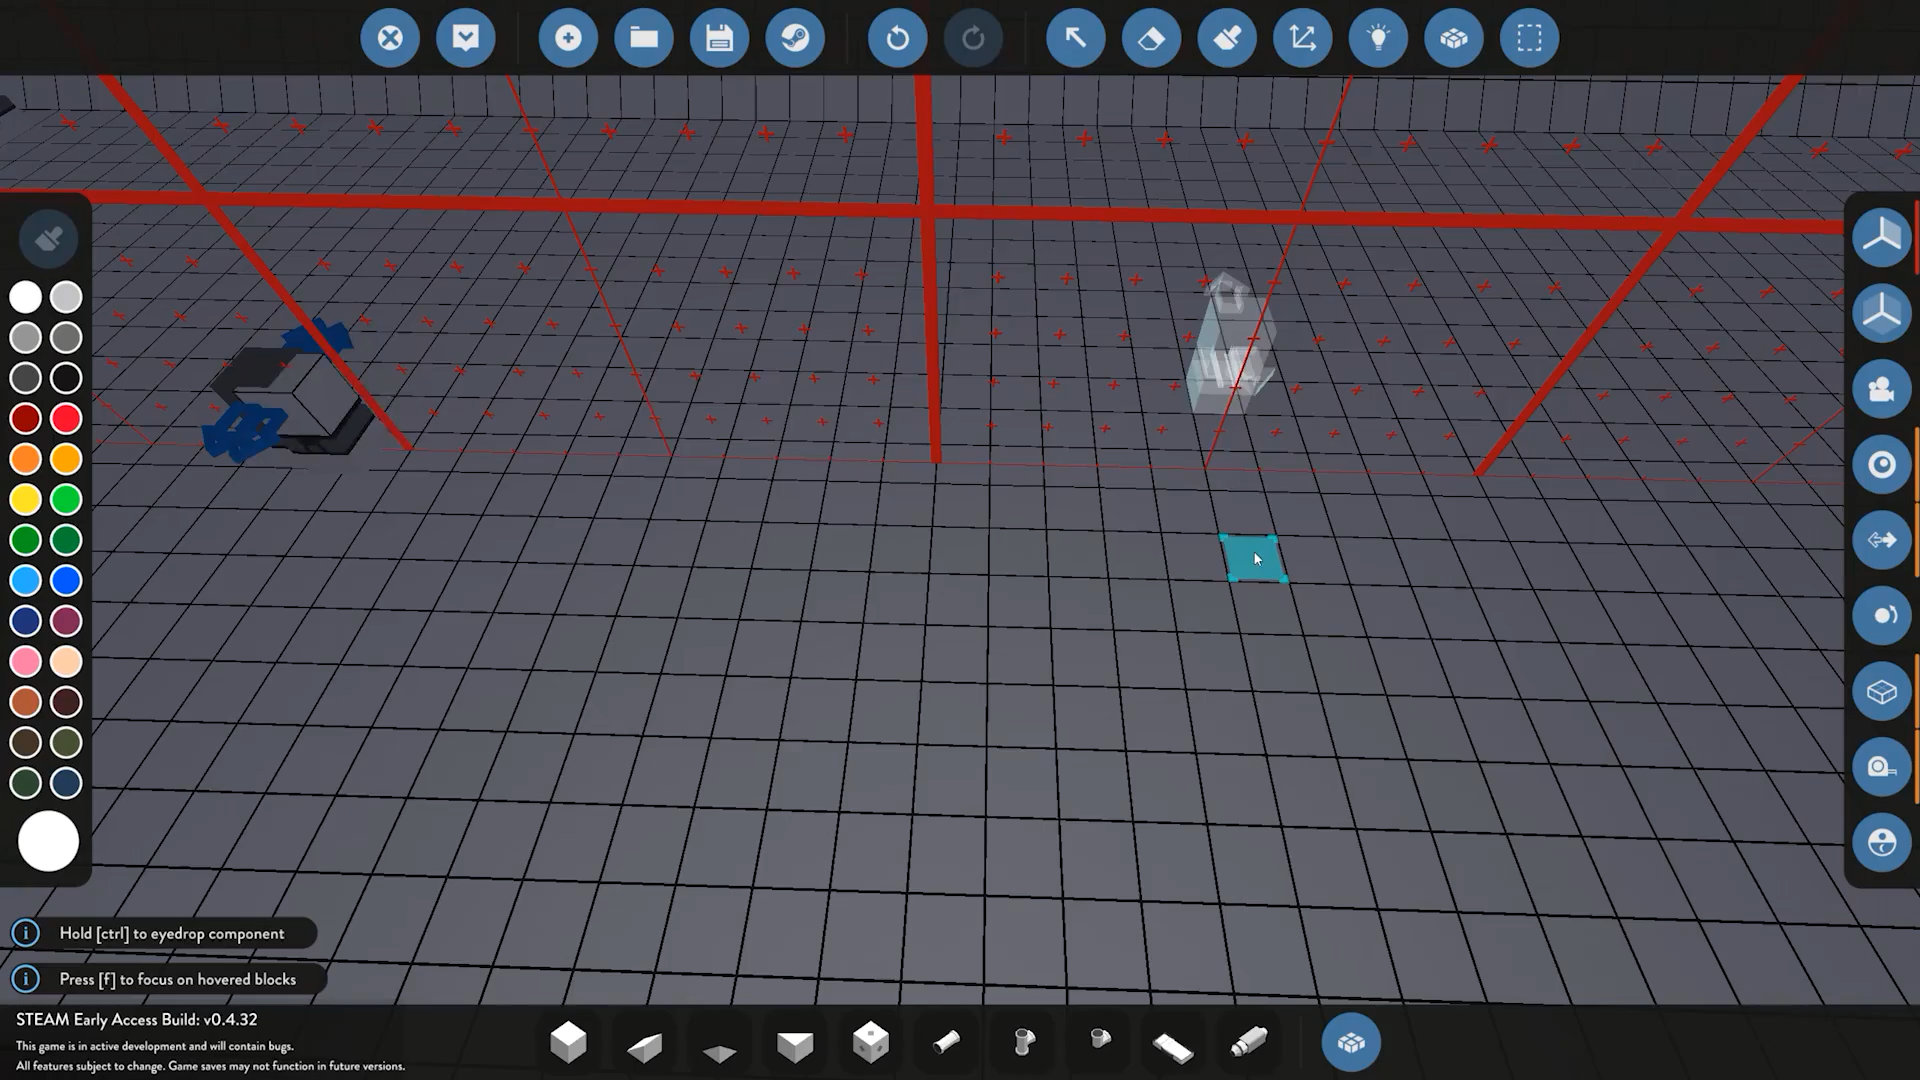 Hold [ctrl] to eyedrop component
Press [f] to focus on hovered blocks
STEAM Early Access Build: v0.4.32
This game is in active development and will contain bugs.
All features subject to change. Game saves may not function in future versions.